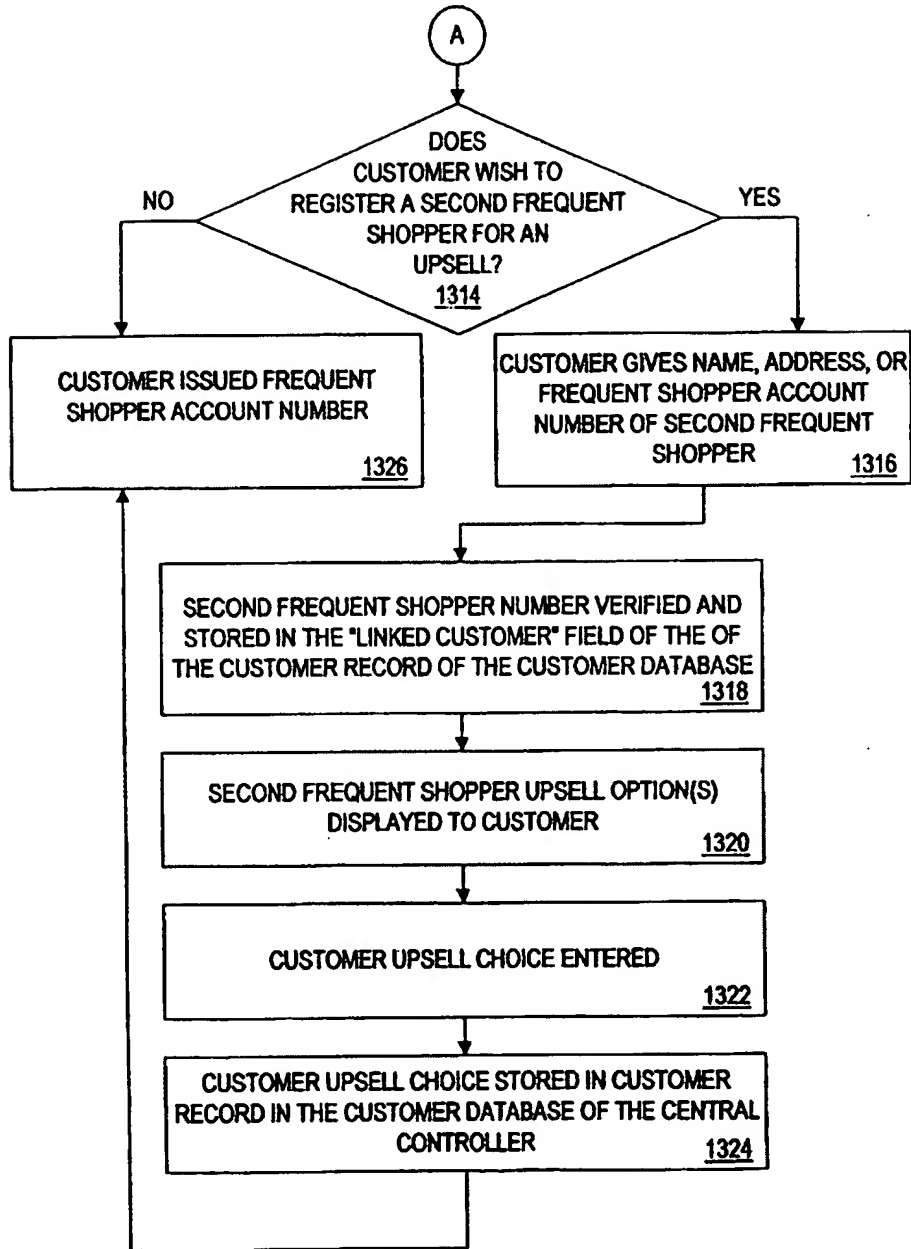 A
DOES
CUSTOMER WISH TO
REGISTER A SECOND FREQUENT
SHOPPER FOR AN
UPSELL?
1314
NO
YES
CUSTOMER ISSUED FREQUENT
SHOPPER ACCOUNT NUMBER
1326
CUSTOMER GIVES NAME, ADDRESS, OR
FREQUENT SHOPPER ACCOUNT
NUMBER OF SECOND FREQUENT
SHOPPER
1316
SECOND FREQUENT SHOPPER NUMBER VERIFIED AND
STORED IN THE "LINKED CUSTOMER" FIELD OF THE OF
THE CUSTOMER RECORD OF THE CUSTOMER DATABASE
1318
SECOND FREQUENT SHOPPER UPSELL OPTION(S)
DISPLAYED TO CUSTOMER
1320
CUSTOMER UPSELL CHOICE ENTERED
1322
CUSTOMER UPSELL CHOICE STORED IN CUSTOMER
RECORD IN THE CUSTOMER DATABASE OF THE CENTRAL
CONTROLLER
1324